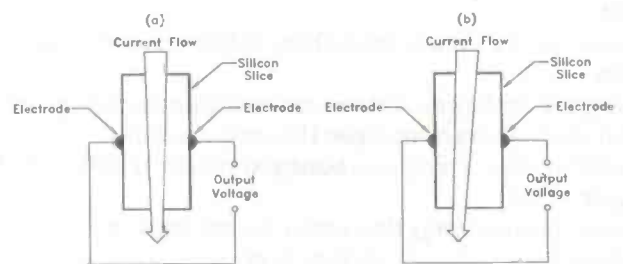 (a)
Current Flow
Silicon
Slice
Electrode
Electrode
Output
Voltage
(b)
Current Flow
Silicon
Slice
Electrode
Electrode
Output
Voltage